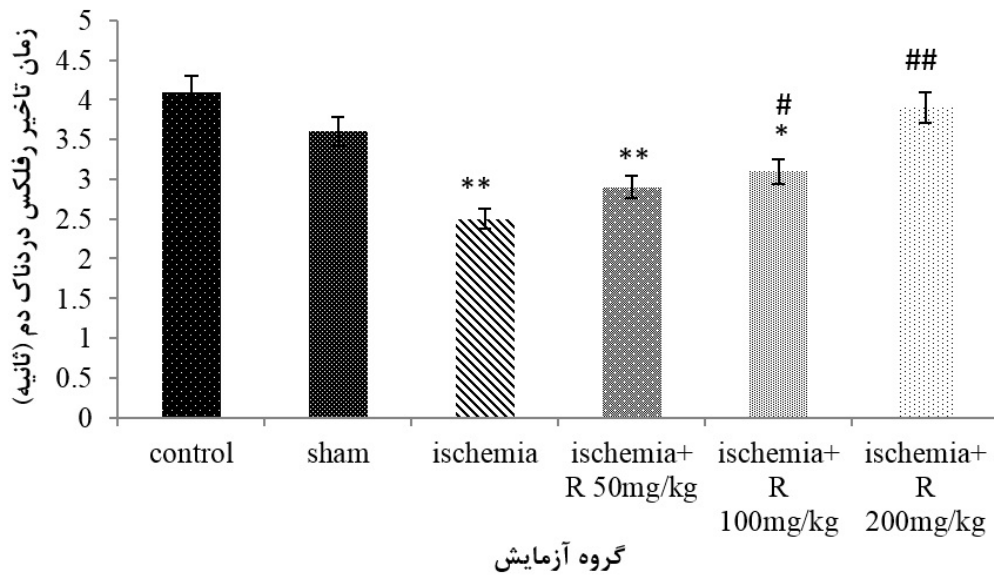 زمان تاخیر رفلکس دردناک دم (ثانیه)
5
4.5
4
3.5
3
2.5
2
1.5
1
0.5
0
**
**
#
*
##
control
sham
ischemia
ischemia+
R 50mg/kg
ischemia+
R
100mg/kg
ischemia+
R
200mg/kg
گروه آزمایش